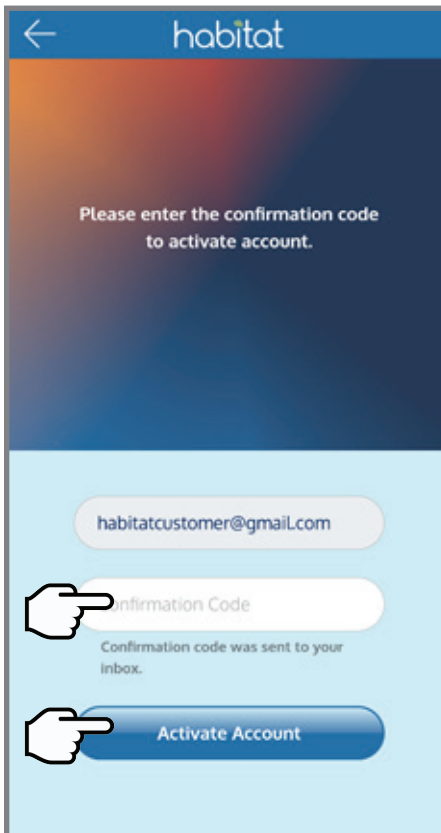 habitat
Please enter the confirmation code
to activate account.
habitatcustomer@gmail.com
Confirmation Code
Confirmation code was sent to your
inbox.
Activate Account